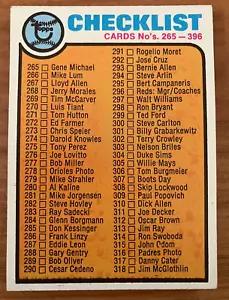 topps
CHECKLIST
CARDS No's. 265 — 396
265 Gene Michael
266 Mike Lum
267 Lloyd Allen
268 Jerry Morales
269 Tim McCarver
270 Luis Tiant
271 Tom Hutton
272 Ed Farmer
273 Chris Speier
274 Darold Knowles
275 Tony Perez
276 Joe Lovitto
277 Bob Miller
278 Orioles Photo
279 Mike Strahler
280 Al Kaline
281 Mike Jorgensen
282 Steve Hovley
283 Ray Sadecki
284 Glenn Borgmann
285 Don Kessinger
286 Frank Linzy
287 Eddie Leon
288 Gary Gentry
289 Bob Oliver
290 Cesar Cedeno
291 Rogelio Moret
292 Jose Cruz
293 Bernie Allen
294 Steve Arlin
295 Bert Campaneris
296 Reds: Mgr/Coaches
297 Walt Williams
298 Ron Bryant
299 Ted Ford
300 Steve Carlton
301 Billy Grabarkewitz
302 Terry Crowley
303 Nelson Briles
304 Duke Sims
305 Willie Mays
306 Tom Burgmeier
307 Boots Day
308 Skip Lockwood
309 Paul Popovich
310 Dick Allen
311 Joe Decker
312 Oscar Brown
313 Jim Ray
314 Ron Swoboda
315 John Odom
316 Padres Photo
317 Danny Cater
318 Jim McGlothlin